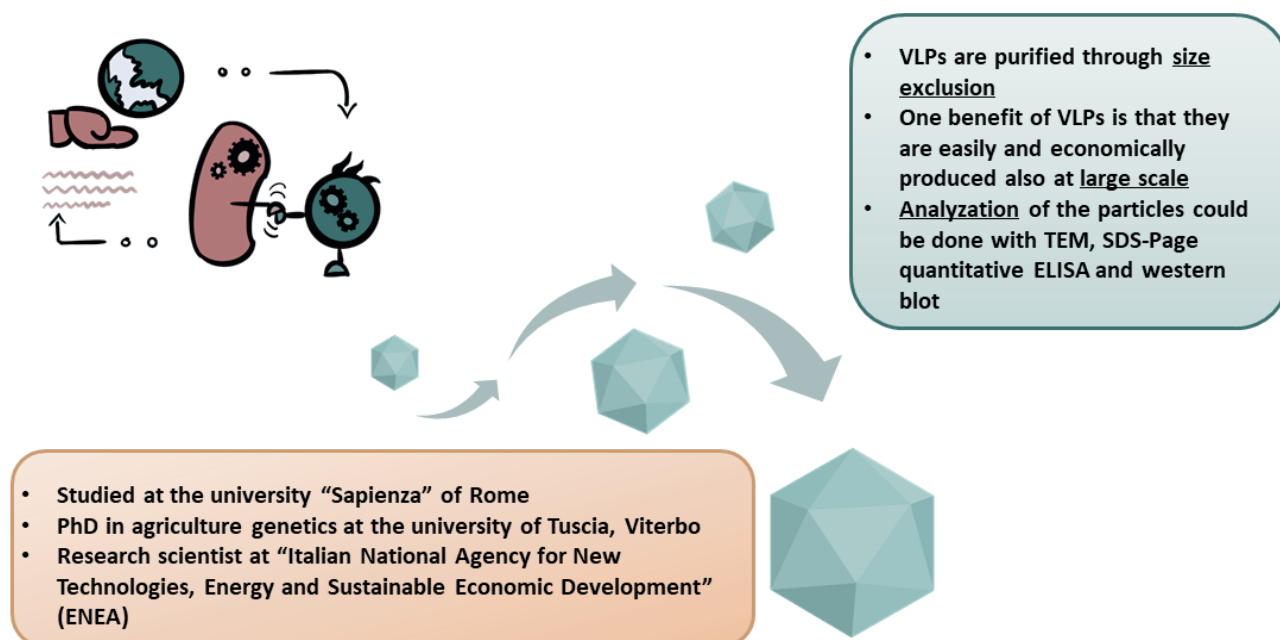 • VLPs are purified through size
exclusion
• One benefit of VLPs is that they
are easily and economically
produced also at large scale
• Analyzation of the particles could
be done with TEM, SDS-Page
quantitative ELISA and western
blot
• Studied at the university “Sapienza” of Rome
• PhD in agriculture genetics at the university of Tuscia, Viterbo
• Research scientist at “Italian National Agency for New
Technologies, Energy and Sustainable Economic Development”
(ENEA)